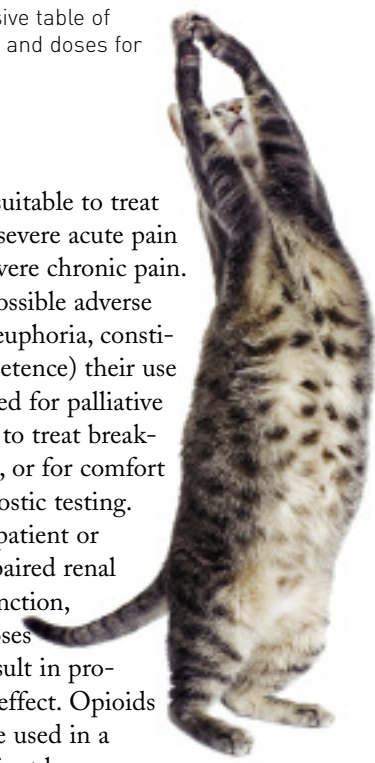 sive table of
and doses for
suitable to treat
severe acute pain
vere chronic pain.
ossible adverse
euphoria, consti-
etence) their use
ed for palliative
to treat break-
, or for comfort
ostic testing.
patient or
paired renal
nction,
oses
sult in pro-
effect. Opioids
e used in a